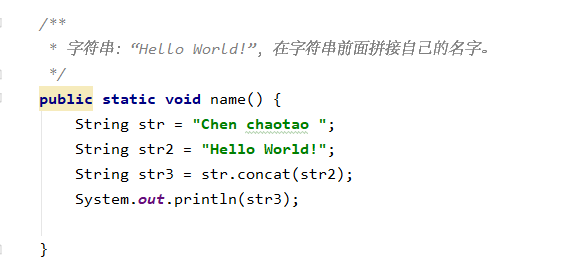 /**
* 字符串：“Hello World!”，在字符串前面拼接自己的名字。
*/
public static void name() {
String str = "Chen chaotao ";
String str2 = "Hello World!";
String str3 = str.concat(str2);
System.out.println(str3);
}